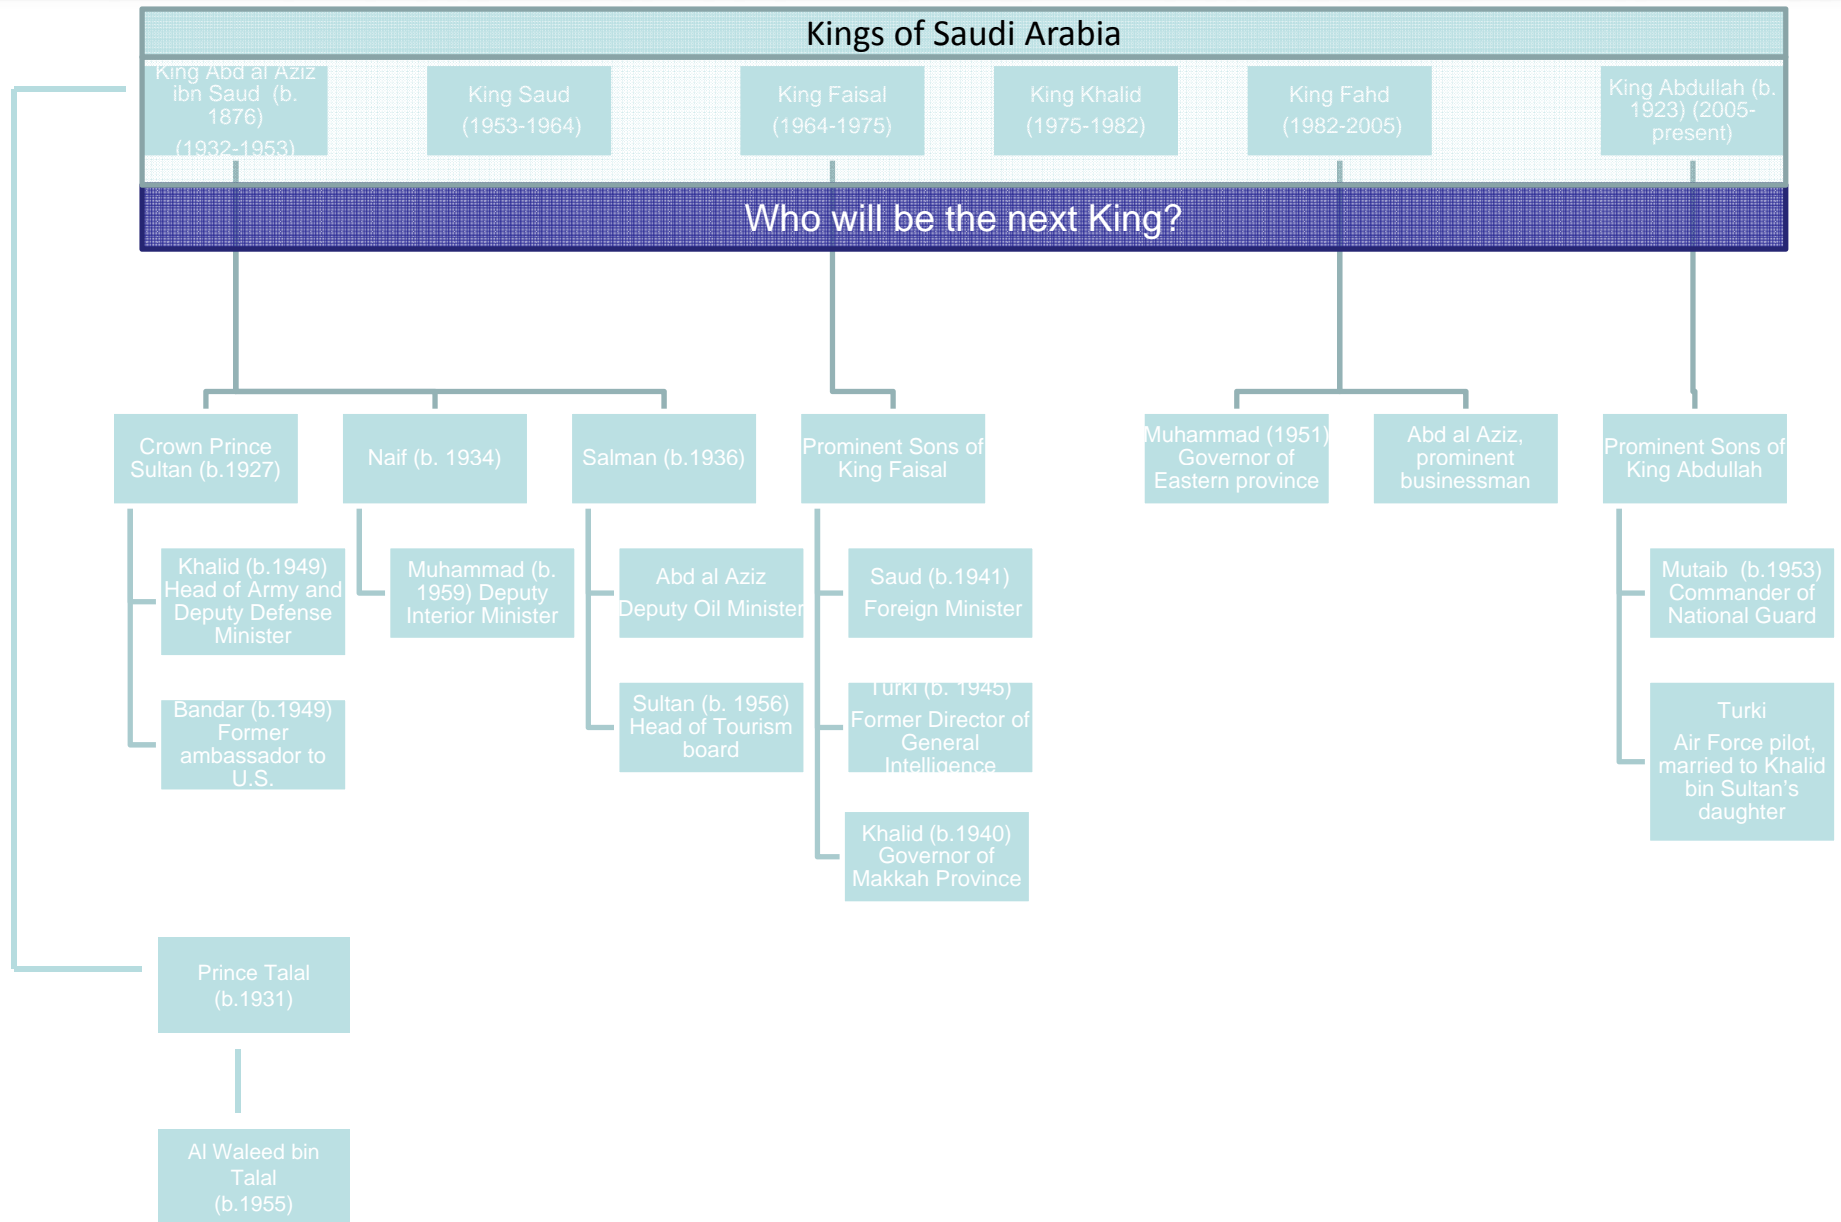 Kings of Saudi Arabia
King Abd al Aziz
ibn Saud (b.
1876)
(1932-1953)
King Saud
(1953-1964)
King Faisal
(1964-1975)
King Khalid
(1975-1982)
King Fahd
(1982-2005)
King Abdullah (b.
1923) (2005-
present)
Who will be the next King?
Crown Prince
Sultan (b.1927)
Naif (b. 1934)
Salman (b.1936)
Prominent Sons of
King Faisal
Muhammad (1951)
Governor of
Eastern province
Abd al Aziz,
prominent
businessman
Prominent Sons of
King Abdullah
Khalid (b.1949)
Head of Army and
Deputy Defense
Minister
Muhammad (b.
1959) Deputy
Interior Minister
Abd al Aziz
Deputy Oil Minister
Saud (b.1941)
Foreign Minister
Mutaib (b.1953)
Commander of
National Guard
Bandar (b.1949)
Former
ambassador to
U.S.
Sultan (b. 1956)
Head of Tourism
board
Turki (b. 1945)
Former Director of
General
Intelligence
Turki
Air Force pilot,
married to Khalid
bin Sultan’s
daughter
Khalid (b.1940)
Governor of
Makkah Province
Prince Talal
(b.1931)
Al Waleed bin
Talal
(b.1955)